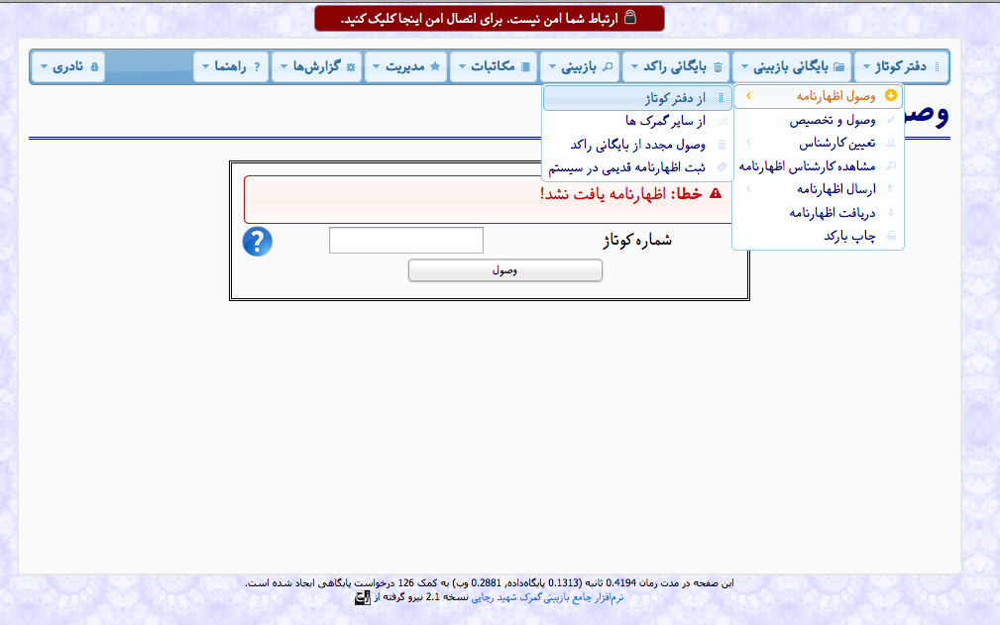 ارتباط شما امن نیست. برای اتصال امن اینجا کلیک کنید.
دفتر کوتاژ
بایگانی بازبینی
بایگانی راکد
بازبینی
مکاتبات
مدیریت
گزارش‌ها
راهنما
نادری
وصو
وصول اظهارنامه
وصول و تخصیص
تعیین کارشناس
مشاهده کارشناس اظهارنامه
ارسال اظهارنامه
دریافت اظهارنامه
چاپ بارکد
از دفتر کوتاژ
از سایر گمرک ها
وصول مجدد از بایگانی راکد
ثبت اظهارنامه قدیمی در سیستم
خطا: اظهارنامه یافت نشد!
شماره کوتاژ
وصول
این صفحه در مدت زمان 0.4194 ثانیه (0.1313 پایگاه‌داده, 0.2881 وب) به کمک 126 درخواست پایگاهی ایجاد شده است.
نرم‌افزار جامع بازبینی گمرک شهید رجایی نسخه 2.1 نیرو گرفته از